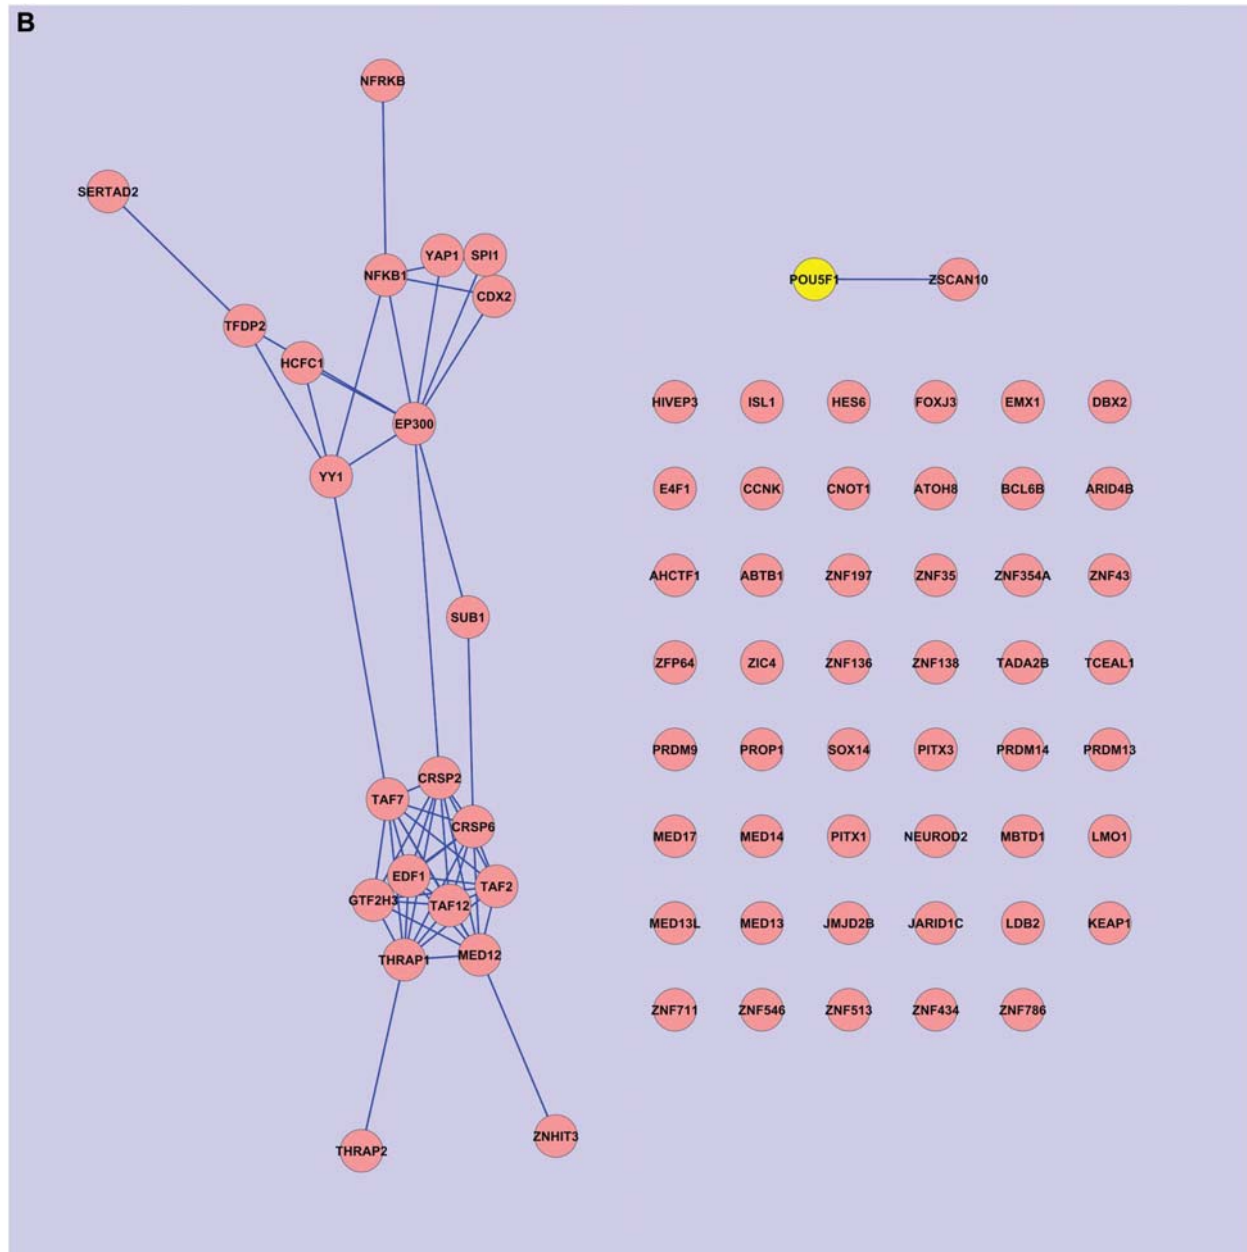 B
NFRKB
SERTAD2
YAP1
SPI1
NFKB1
CDX2
TFDP2
HCFC1
EP300
YY1
SUB1
CRSP2
TAF7
CRSP6
EDF1
TAF2
GTF2H3
TAF12
THRAP1
MED12
THRAP2
ZNHIT3
POU5F1 ZSCAN10
HIVEP3 ISL1 HES6 FOXJ3 EMX1 DBX2
E4F1 CCNK CNOT1 ATOH8 BCL6B ARID4B
AHCTF1 ABTB1 ZNF197 ZNF35 ZNF354A ZNF43
ZFP64 ZIC4 ZNF136 ZNF138 TADA2B TCEAL1
PRDM9 PROP1 SOX14 PITX3 PRDM14 PRDM13
MED17 MED14 PITX1 NEUROD2 MBTD1 LMO1
MED13L MED13 JMJD2B JARID1C LDB2 KEAP1
ZNF711 ZNF546 ZNF513 ZNF434 ZNF786